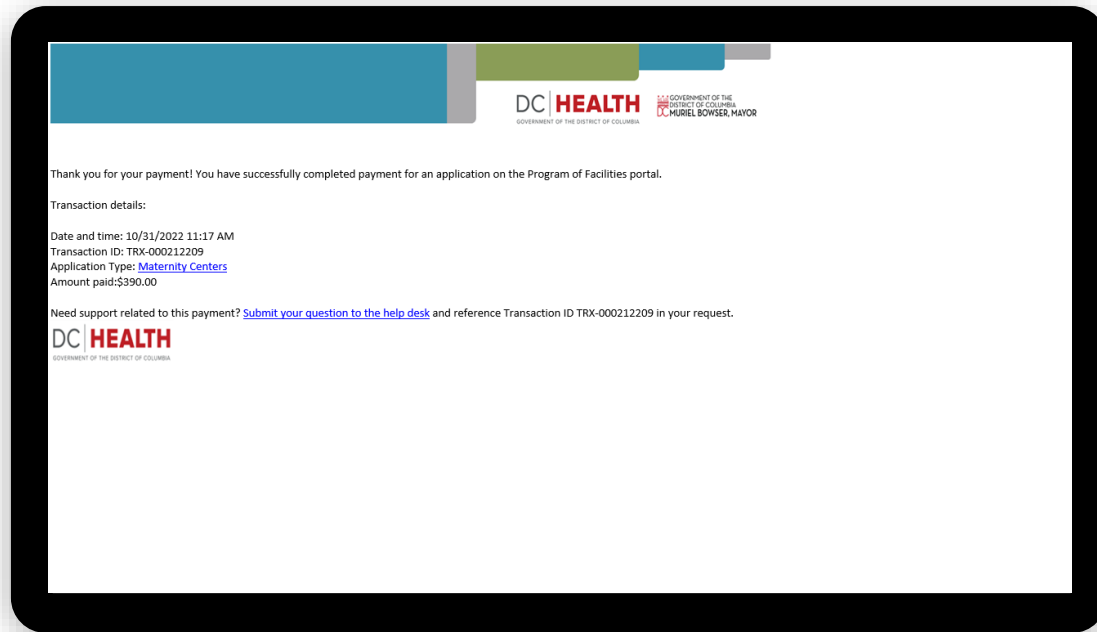 DC HEALTH
GOVERNMENT OF THE DISTRICT OF COLUMBIA
GOVERNMENT OF THE
DISTRICT OF COLUMBIA
DC MURIEL BOWSER, MAYOR
Thank you for your payment! You have successfully completed payment for an application on the Program of Facilities portal.
Transaction details:
Date and time: 10/31/2022 11:17 AM
Transaction ID: TRX-000212209
Application Type: Maternity Centers
Amount paid:$390.00
Need support related to this payment? Submit your question to the help desk and reference Transaction ID TRX-000212209 in your request.
DC HEALTH
GOVERNMENT OF THE DISTRICT OF COLUMBIA